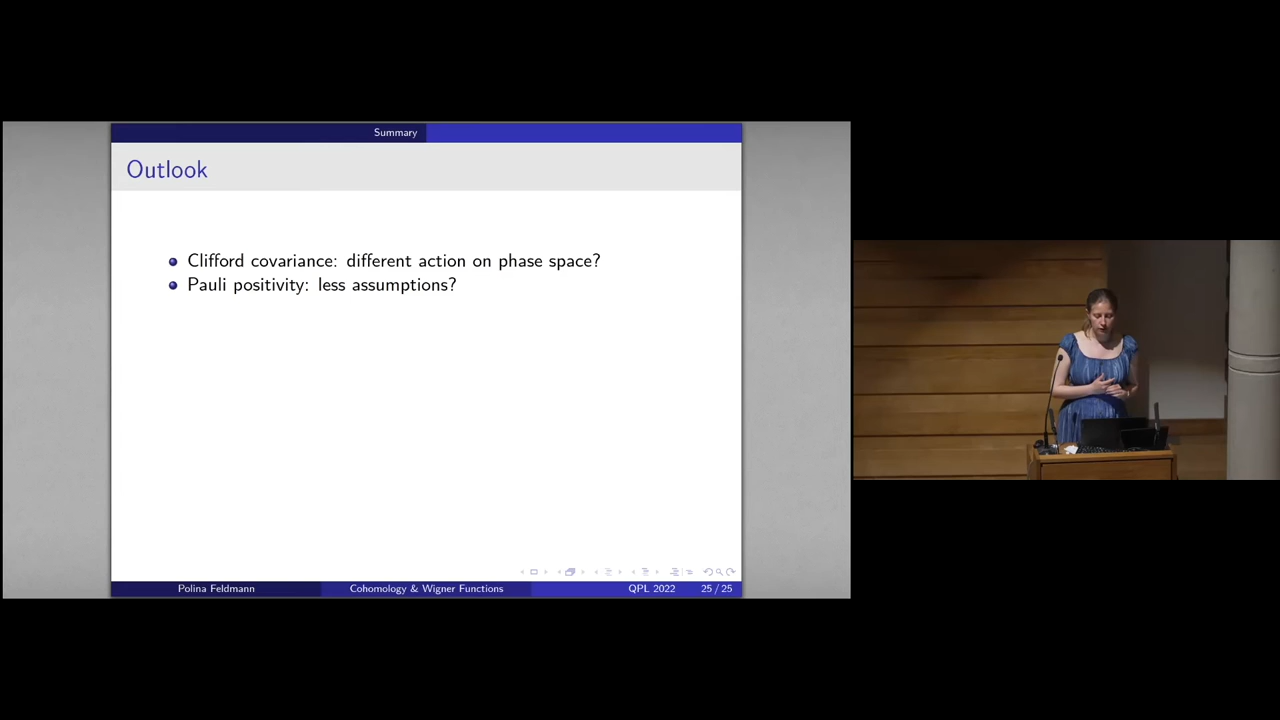 Summary
Outlook
Clifford covariance: different action on phase space?
Pauli positivity: less assumptions?
Polina Feldmann Cohomology & Wigner Functions QPL 2022 25 / 25